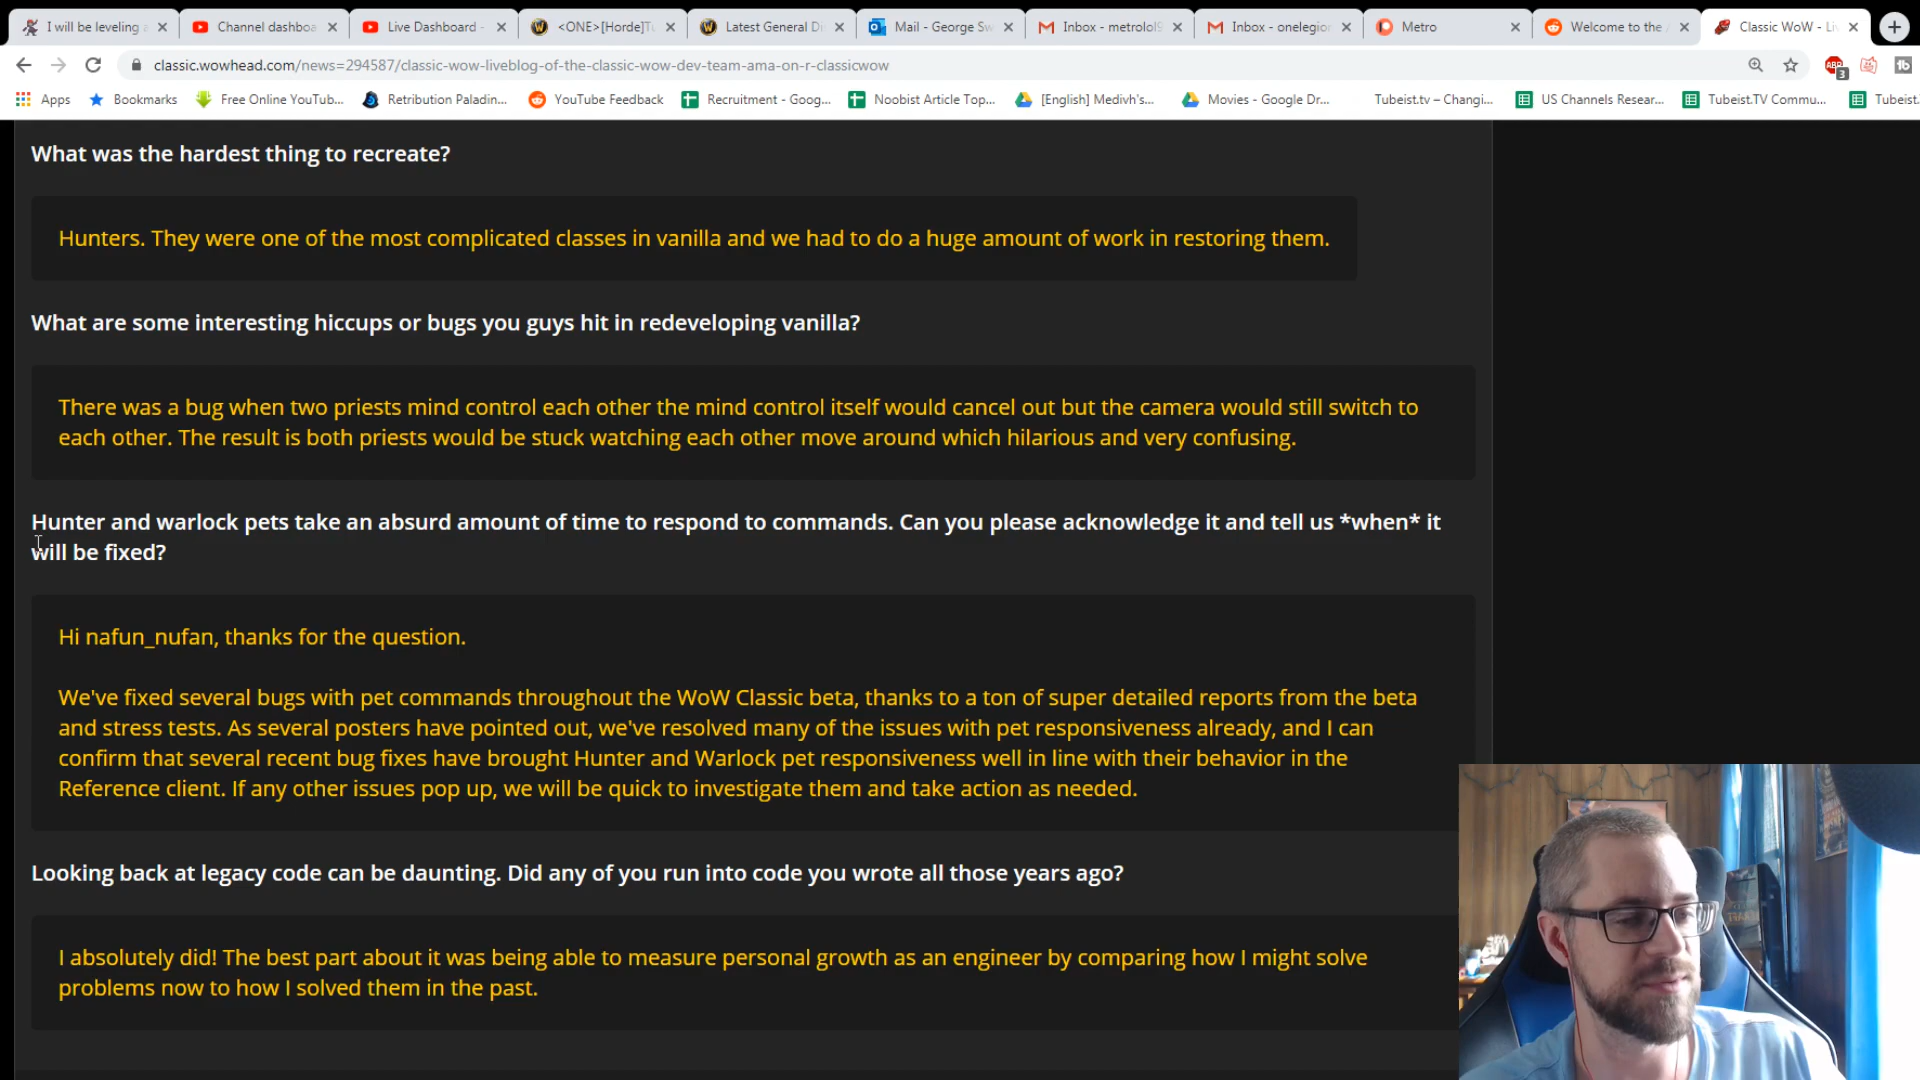 I will be leveling a
Channel dashboa
Live Dashboard -
<ONE>[Horde]Tu
Latest General Di
Mail - George Sw
Inbox - metrolol9
Inbox - onelegion
Metro
Welcome to the A
Classic WoW - Li
classic.wowhead.com/news=294587/classic-wow-liveblog-of-the-classic-wow-dev-team-ama-on-r-classicwow
ABP
3
tb
Apps
Bookmarks
Free Online YouTub...
Retribution Paladin...
YouTube Feedback
Recruitment - Goog...
Noobist Article Top...
[English] Medivh's...
Movies - Google Dr...
Tubeist.tv – Changi...
US Channels Resear...
Tubeist.TV Commu...
Tubeist.
What was the hardest thing to recreate?
Hunters. They were one of the most complicated classes in vanilla and we had to do a huge amount of work in restoring them.
What are some interesting hiccups or bugs you guys hit in redeveloping vanilla?
There was a bug when two priests mind control each other the mind control itself would cancel out but the camera would still switch to
each other. The result is both priests would be stuck watching each other move around which hilarious and very confusing.
Hunter and warlock pets take an absurd amount of time to respond to commands. Can you please acknowledge it and tell us *when* it
will be fixed?
Hi nafun_nufan, thanks for the question.
We've fixed several bugs with pet commands throughout the WoW Classic beta, thanks to a ton of super detailed reports from the beta
and stress tests. As several posters have pointed out, we've resolved many of the issues with pet responsiveness already, and I can
confirm that several recent bug fixes have brought Hunter and Warlock pet responsiveness well in line with their behavior in the
Reference client. If any other issues pop up, we will be quick to investigate them and take action as needed.
Looking back at legacy code can be daunting. Did any of you run into code you wrote all those years ago?
I absolutely did! The best part about it was being able to measure personal growth as an engineer by comparing how I might solve
problems now to how I solved them in the past.